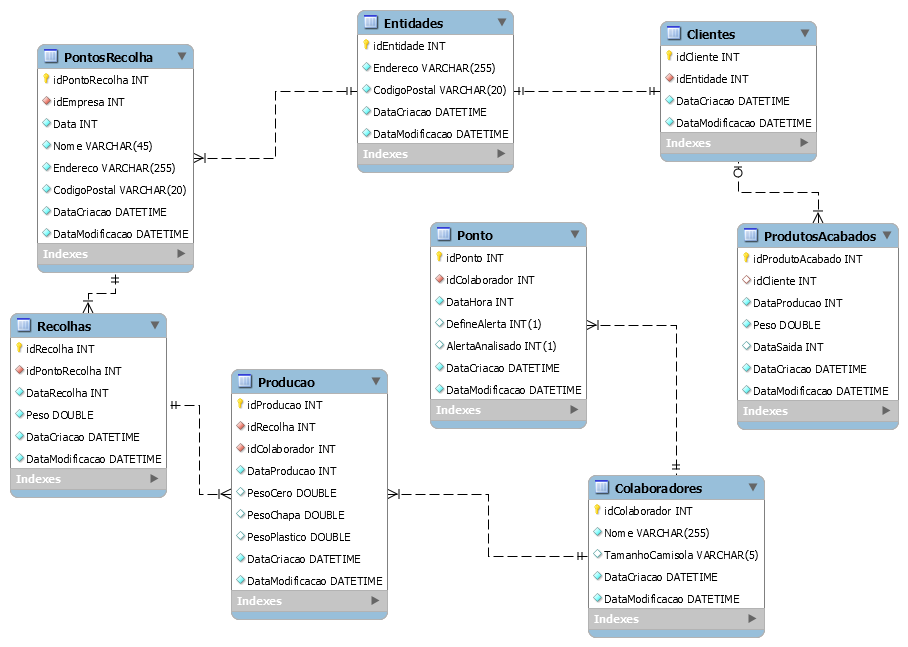 Entidades
idEntidade INT
Endereco VARCHAR(255)
CodigoPostal VARCHAR(20)
DataCriacao DATETIME
DataModificacao DATETIME
Indexes
Clientes
idCliente INT
idEntidade INT
DataCriacao DATETIME
DataModificacao DATETIME
Indexes
PontosRecolha
idPontoRecolha INT
idEmpresa INT
Data INT
Nome VARCHAR(45)
Endereco VARCHAR(255)
CodigoPostal VARCHAR(20)
DataCriacao DATETIME
DataModificacao DATETIME
Indexes
Ponto
idPonto INT
idColaborador INT
DataHora INT
DefineAlerta INT(1)
AlertaAnalisado INT(1)
DataCriacao DATETIME
DataModificacao DATETIME
Indexes
ProdutosAcabados
idProdutoAcabado INT
idCliente INT
DataProducao INT
Peso DOUBLE
DataSaida INT
DataCriacao DATETIME
DataModificacao DATETIME
Indexes
Recolhas
idRecolha INT
idPontoRecolha INT
DataRecolha INT
Peso DOUBLE
DataCriacao DATETIME
DataModificacao DATETIME
Indexes
Producao
idProducao INT
idRecolha INT
idColaborador INT
DataProducao INT
PesoCero DOUBLE
PesoChapa DOUBLE
PesoPlastico DOUBLE
DataCriacao DATETIME
DataModificacao DATETIME
Indexes
Colaboradores
idColaborador INT
Nome VARCHAR(255)
TamanhoCamisola VARCHAR(5)
DataCriacao DATETIME
DataModificacao DATETIME
Indexes